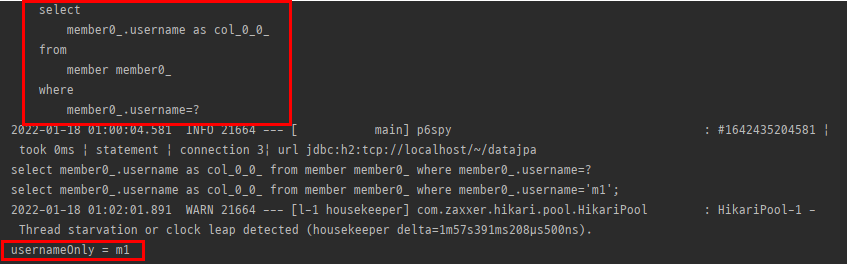 select
member0_.username as col_0_0_
from
member member0_
where
member0_.username=?
2022-01-18 01:00:04.581  INFO 21664 --- [           main] p6spy                                    : #1642435204581 ¦
took 0ms ¦ statement ¦ connection 3¦ url jdbc:h2:tcp://localhost/~/datajpa
select member0_.username as col_0_0_ from member member0_ where member0_.username=?
select member0_.username as col_0_0_ from member member0_ where member0_.username='m1';
2022-01-18 01:02:01.891  WARN 21664 --- [l-1 housekeeper] com.zaxxer.hikari.pool.HikariPool        : HikariPool-1 -
Thread starvation or clock leap detected (housekeeper delta=1m57s391ms208µs500ns).
usernameOnly = m1